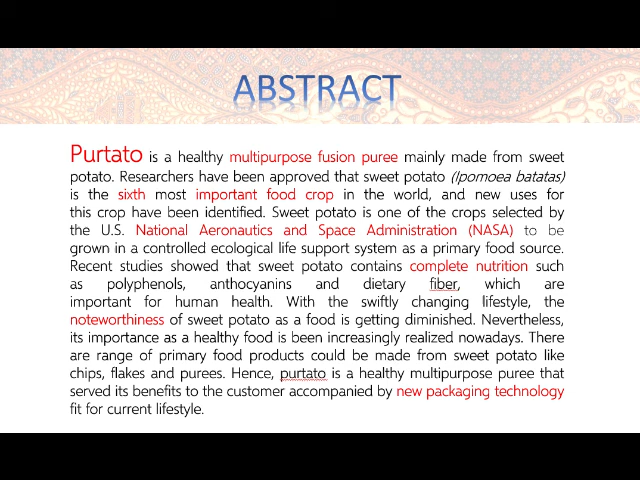 ABSTRACT
Purtato is a healthy multipurpose fusion puree mainly made from sweet
potato. Researchers have been approved that sweet potato (Ipomoea batatas)
is the sixth most important food crop in the world, and new uses for
this crop have been identified. Sweet potato is one of the crops selected by
the U.S. National Aeronautics and Space Administration (NASA) to be
grown in a controlled ecological life support system as a primary food source.
Recent studies showed that sweet potato contains complete nutrition such
as polyphenols, anthocyanins and dietary fiber, which are
important for human health. With the swiftly changing lifestyle, the
noteworthiness of sweet potato as a food is getting diminished. Nevertheless,
its importance as a healthy food is been increasingly realized nowadays. There
are range of primary food products could be made from sweet potato like
chips, flakes and purees. Hence, purtato is a healthy multipurpose puree that
served its benefits to the customer accompanied by new packaging technology
fit for current lifestyle.